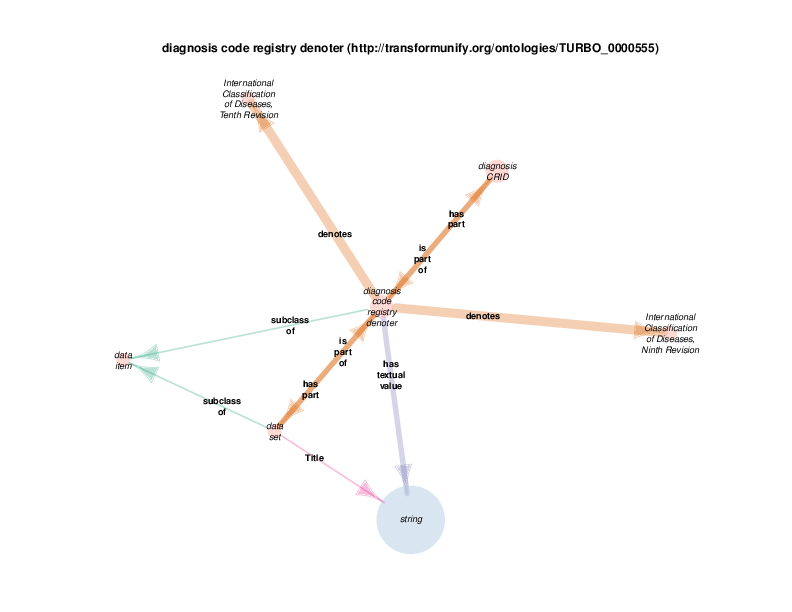 diagnosis code registry denoter (http://transformunify.org/ontologies/TURBO_0000555)
International
Classification
of Diseases,
Tenth Revision
diagnosis
CRID
has
part
denotes
is
part
of
diagnosis
code
registry
denoter
denotes
International
Classification
of Diseases,
Ninth Revision
subclass
of
data
item
is
part
of
has
textual
value
has
part
subclass
of
data
set
Title
string